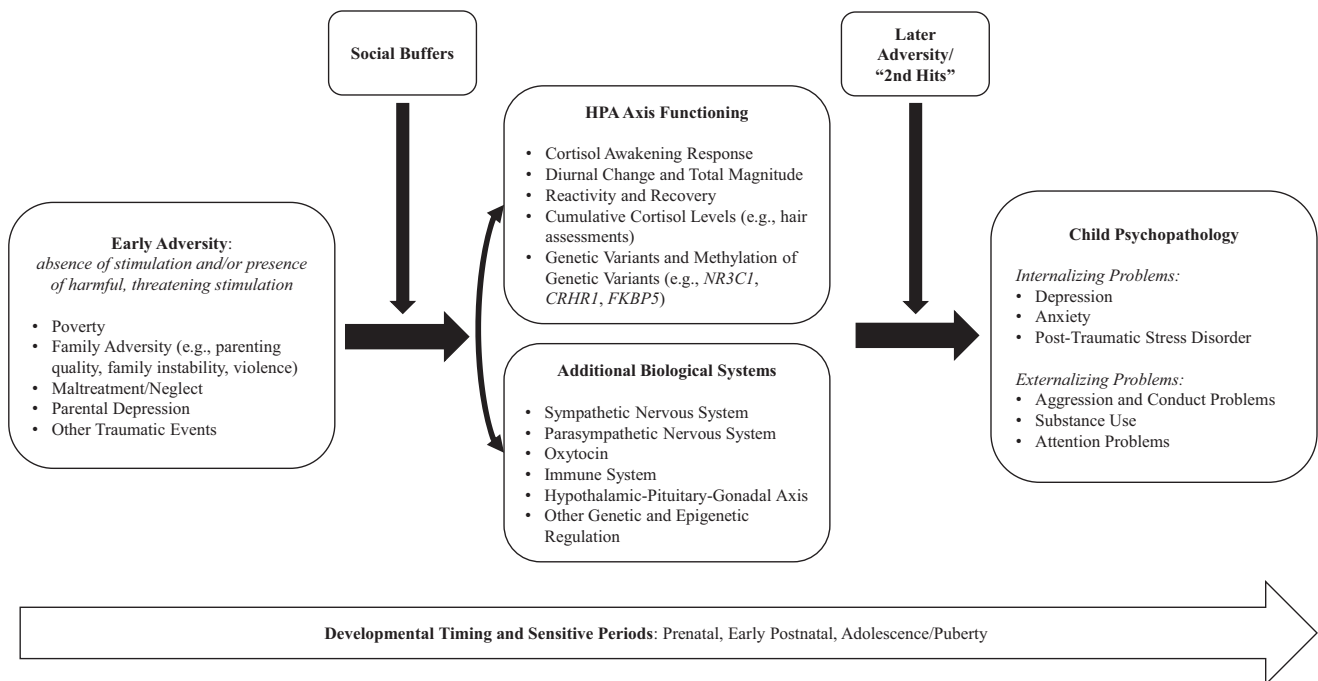 Social Buffers
Later
Adversity/
“2nd Hits”
HPA Axis Functioning
• Cortisol Awakening Response
• Diurnal Change and Total Magnitude
• Reactivity and Recovery
• Cumulative Cortisol Levels (e.g., hair
assessments)
• Genetic Variants and Methylation of
Genetic Variants (e.g., NR3C1,
CRHR1, FKBP5)
Early Adversity:
absence of stimulation and/or presence
of harmful, threatening stimulation
• Poverty
• Family Adversity (e.g., parenting
quality, family instability, violence)
• Maltreatment/Neglect
• Parental Depression
• Other Traumatic Events
Additional Biological Systems
• Sympathetic Nervous System
• Parasympathetic Nervous System
• Oxytocin
• Immune System
• Hypothalamic-Pituitary-Gonadal Axis
• Other Genetic and Epigenetic
Regulation
Child Psychopathology
Internalizing Problems:
• Depression
• Anxiety
• Post-Traumatic Stress Disorder
Externalizing Problems:
• Aggression and Conduct Problems
• Substance Use
• Attention Problems
Developmental Timing and Sensitive Periods: Prenatal, Early Postnatal, Adolescence/Puberty